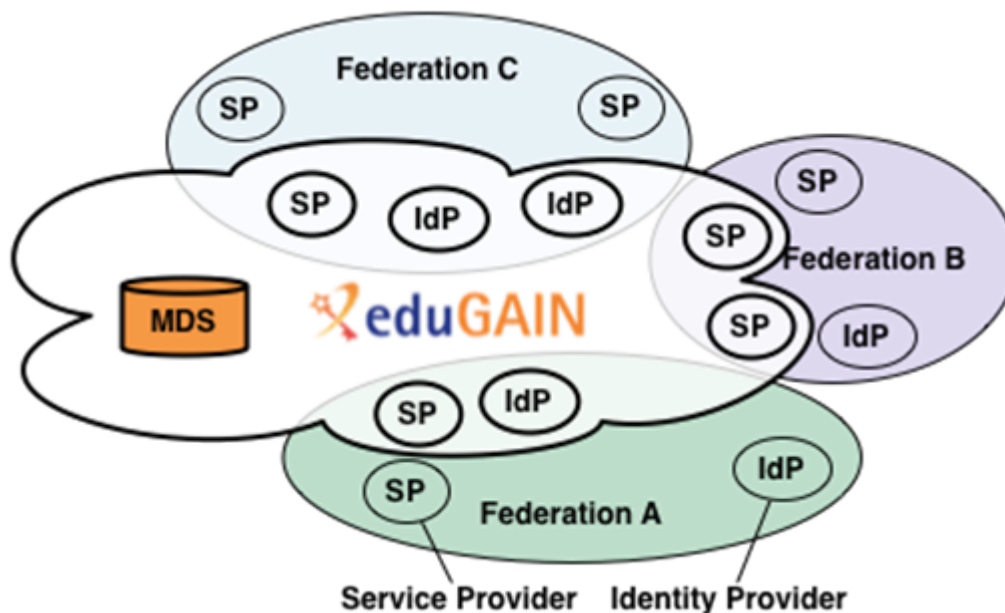 Federation C
SP
SP
SP
IdP
IdP
SP
SP
Federation B
MDS
eduGAIN
SP
IdP
SP
IdP
SP
IdP
Federation A
Service Provider
Identity Provider